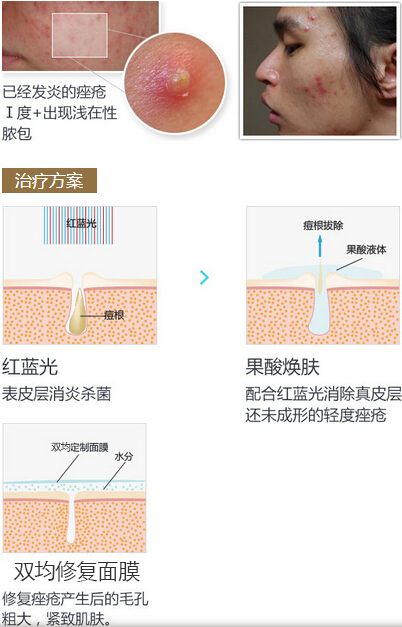 已经发炎的痤疮
Ⅰ度+出现浅在性
脓包
治疗方案
红蓝光
痘根
红蓝光
表皮层消炎杀菌
痘根拔除
果酸液体
果酸焕肤
配合红蓝光消除真皮层
还未成形的轻度痤疮
双均定制面膜
水分
双均修复面膜
修复痤疮产生后的毛孔
粗大，紧致肌肤。